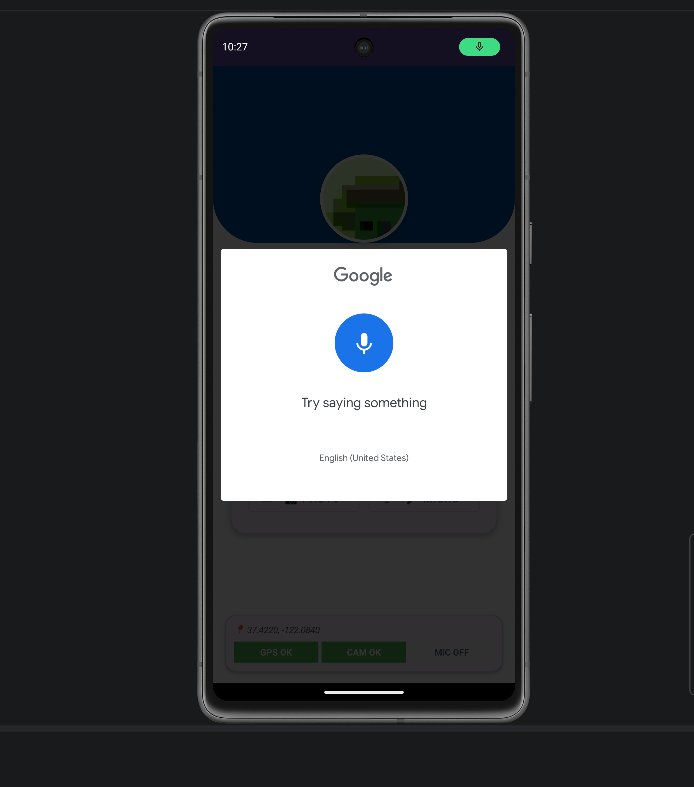 10:27
Google
Try saying something
English (United States)
37.4220, -122.0840
GPS OK
CAM OK
MIC OFF